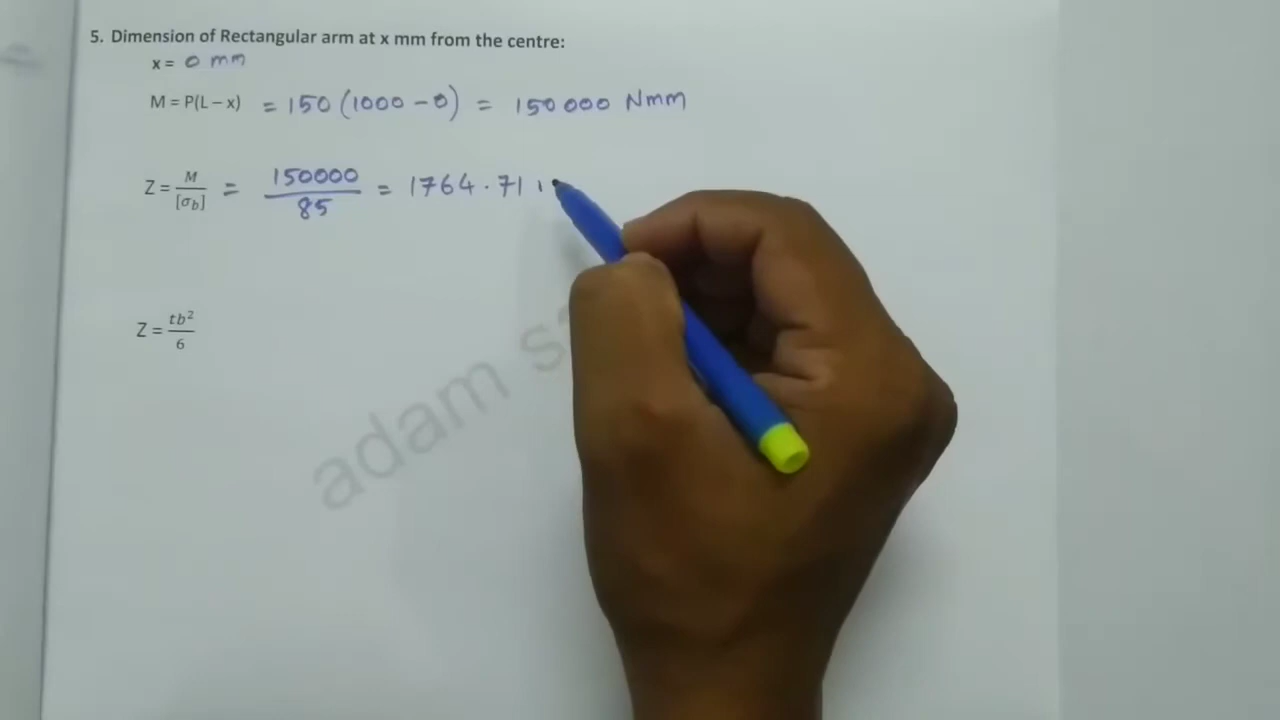 5. Dimension of Rectangular arm at x mm from the centre:
x = 0 mm
M = P(L – x) = 150 (1000 - 0) = 150000 Nmm
Z = M/[σb] = 150000/85 = 1764.71
Z = tb²/6
adam